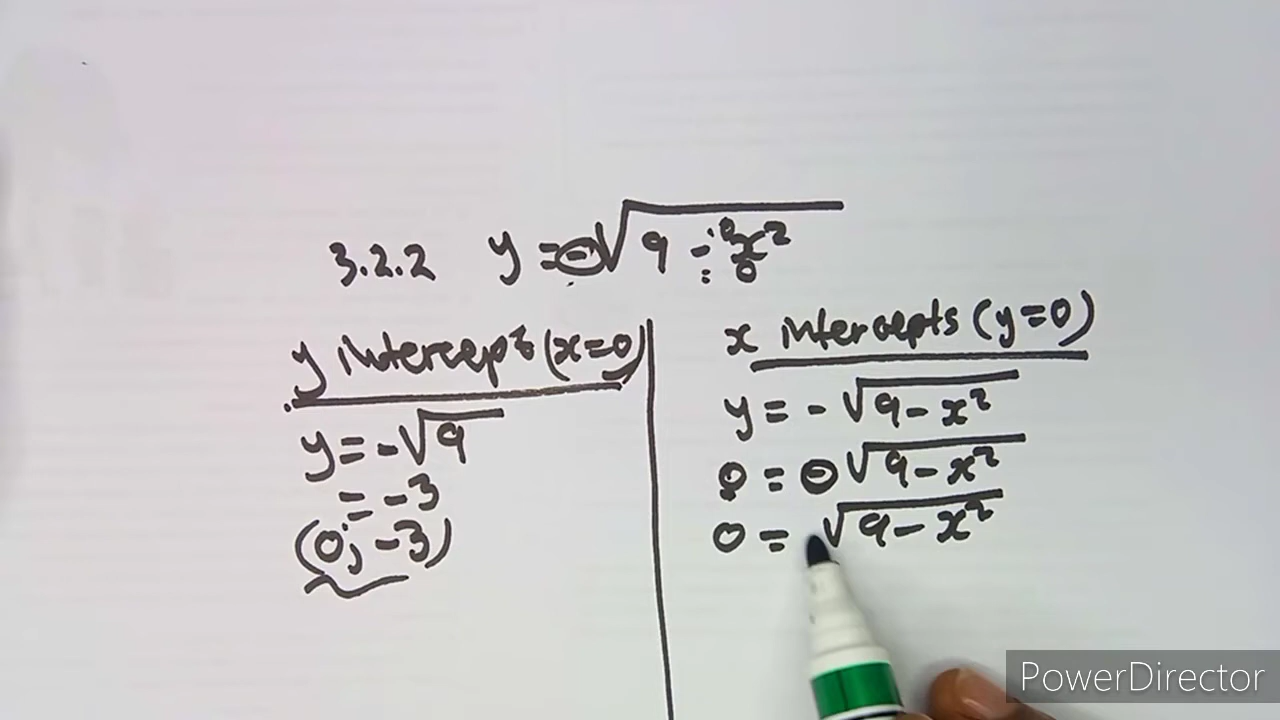 3.2.2 y = -√9 - x²
y intercept (x=0)
y = -√9
= -3
(0; -3)
x intercepts (y=0)
y = -√9 - x²
0 = -√9 - x²
0 = √9 - x²
PowerDirector